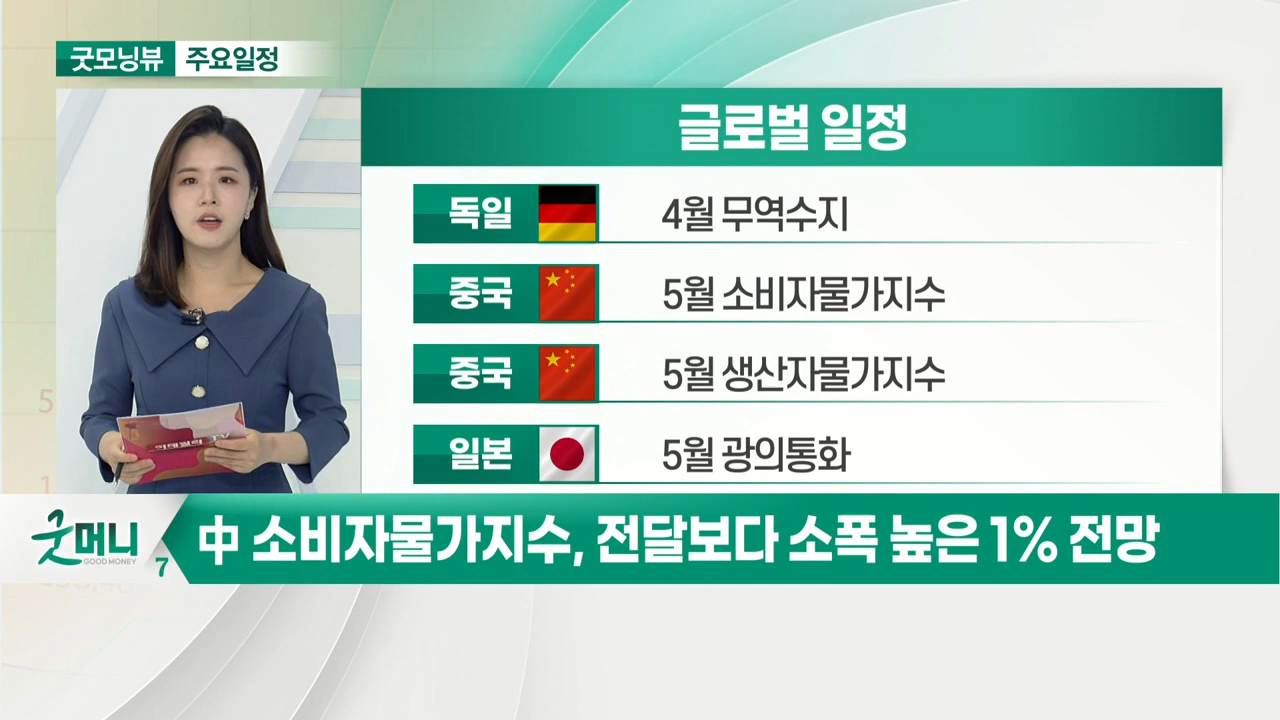 굿모닝뷰 주요일정
글로벌 일정
독일 4월 무역수지
중국 5월 소비자물가지수
중국 5월 생산자물가지수
일본 5월 광의통화
굿머니
GOOD MONEY
7
中 소비자물가지수, 전달보다 소폭 높은 1% 전망
5
1